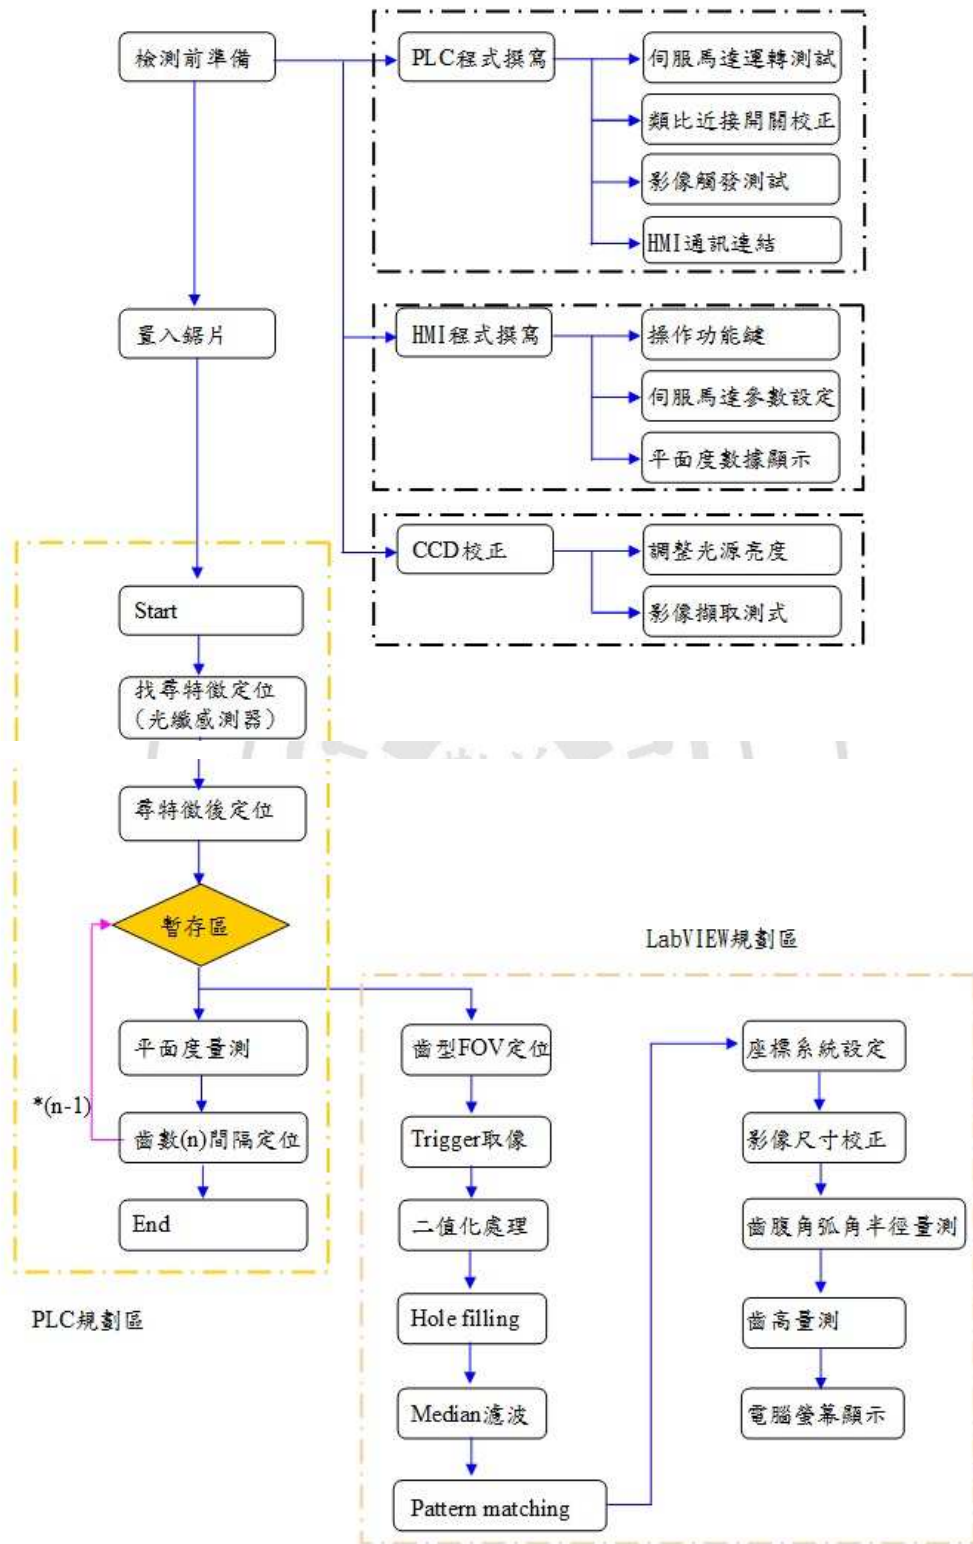 檢測前準備
PLC程式撰寫
伺服馬達運轉測試
類比近接開關校正
影像觸發測試
HMI通訊連結
置入鋸片
HMI程式撰寫
操作功能鍵
伺服馬達參數設定
平面度數據顯示
CCD校正
調整光源亮度
影像擷取測式
Start
找尋特徵定位
(光纖感測器)
尋特徵後定位
暫存區
平面度量測
*(n-1)
齒數(n)間隔定位
End
PLC規劃區
LabVIEW規劃區
齒型FOV定位
Trigger取像
二值化處理
Hole filling
Median濾波
Pattern matching
座標系統設定
影像尺寸校正
齒腹角弧角半徑量測
齒高量測
電腦螢幕顯示